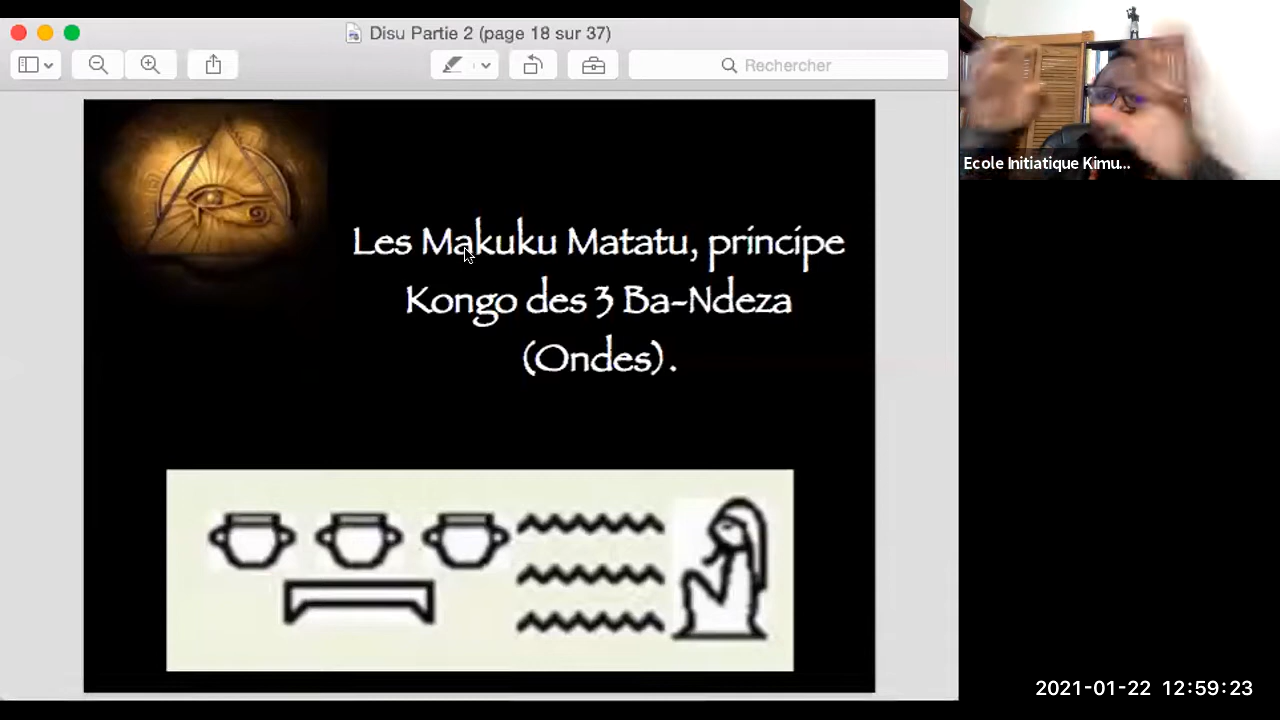 Disu Partie 2 (page 18 sur 37)
Rechercher
Ecole Initiatique Kimu...
Les Makuku Matatu, principe
Kongo des 3 Ba-Ndeza
(Ondes).
2021-01-22 12:59:23